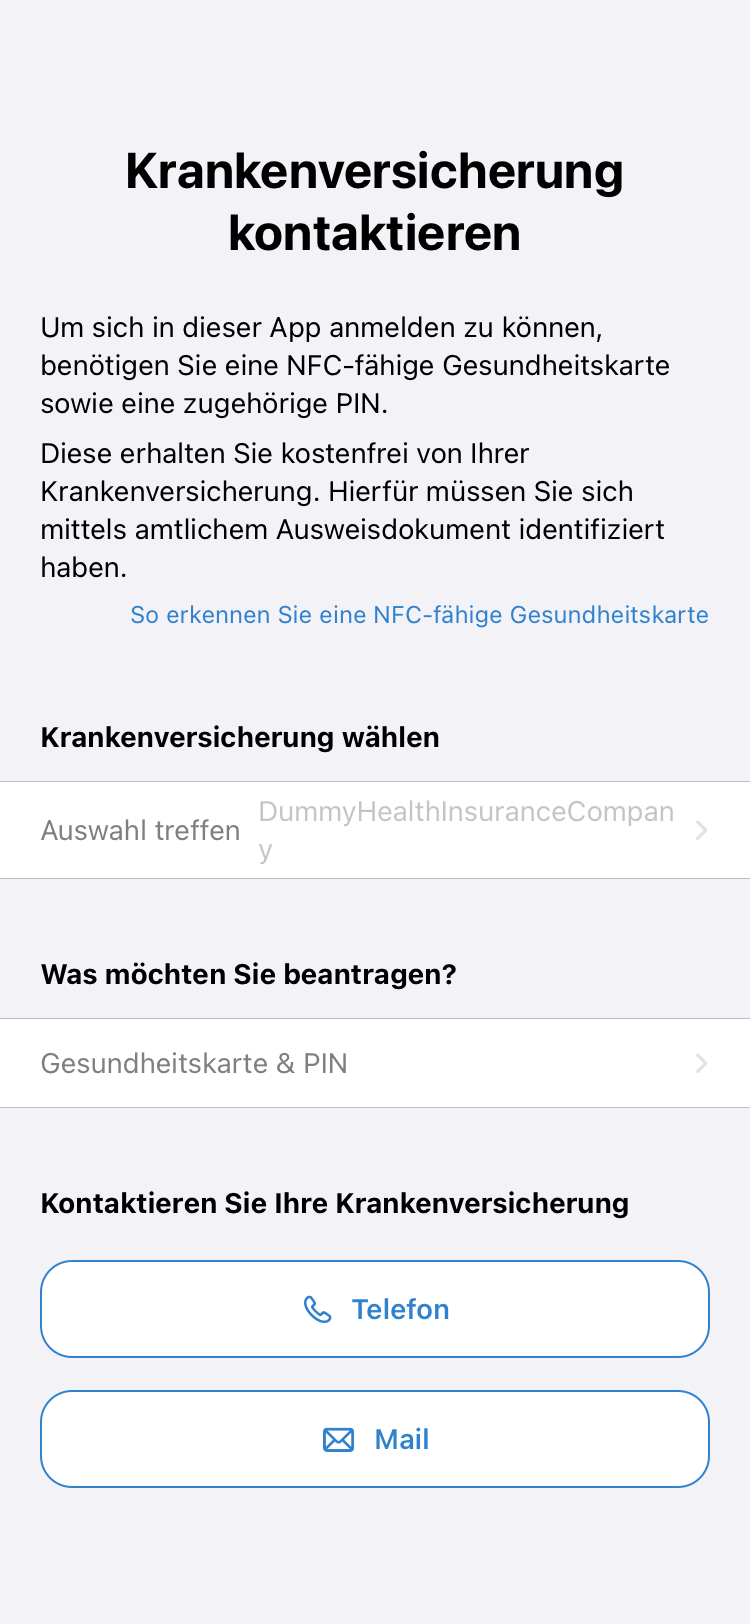 Krankenversicherung
kontaktieren
Um sich in dieser App anmelden zu können,
benötigen Sie eine NFC-fähige Gesundheitskarte
sowie eine zugehörige PIN.
Diese erhalten Sie kostenfrei von Ihrer
Krankenversicherung. Hierfür müssen Sie sich
mittels amtlichem Ausweisdokument identifiziert
haben.
So erkennen Sie eine NFC-fähige Gesundheitskarte
Krankenversicherung wählen
Auswahl treffen
DummyHealthInsuranceCompan
y
Was möchten Sie beantragen?
Gesundheitskarte & PIN
Kontaktieren Sie Ihre Krankenversicherung
Telefon
Mail